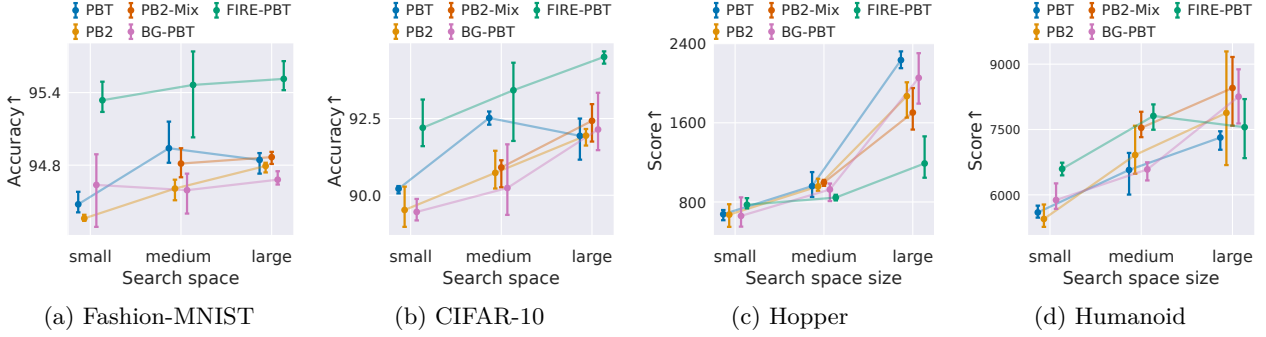 PBT PB2-Mix FIRE-PBT
PB2 BG-PBT
Accuracy↑
95.4
94.8
small medium large
Search space
(a) Fashion-MNIST
PBT PB2-Mix FIRE-PBT
PB2 BG-PBT
Accuracy↑
92.5
90.0
small medium large
Search space
(b) CIFAR-10
PBT PB2-Mix FIRE-PBT
PB2 BG-PBT
Score↑
2400
1600
800
small medium large
Search space size
(c) Hopper
PBT PB2-Mix FIRE-PBT
PB2 BG-PBT
Score↑
9000
7500
6000
small medium large
Search space size
(d) Humanoid